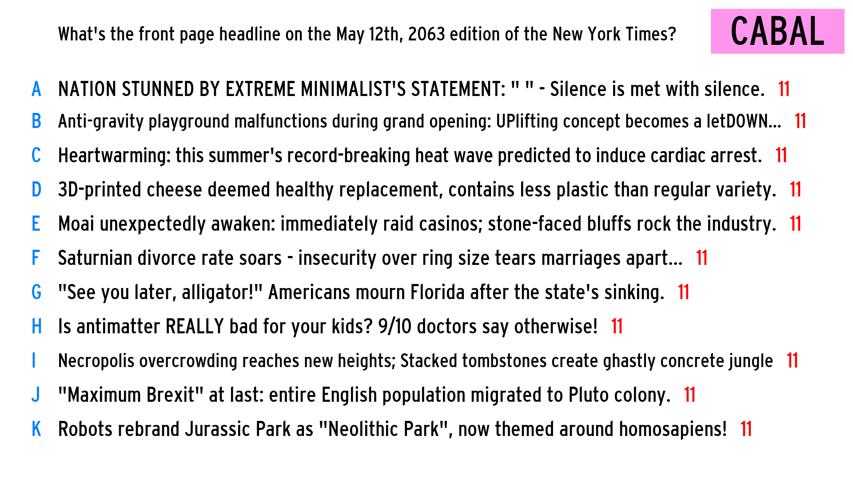 What's the front page headline on the May 12th, 2063 edition of the New York Times? CABAL
A NATION STUNNED BY EXTREME MINIMALIST'S STATEMENT: " " - Silence is met with silence. 11
B Anti-gravity playground malfunctions during grand opening: UPlifting concept becomes a letDOWN... 11
C Heartwarming: this summer's record-breaking heat wave predicted to induce cardiac arrest. 11
D 3D-printed cheese deemed healthy replacement, contains less plastic than regular variety. 11
E Moai unexpectedly awaken: immediately raid casinos; stone-faced bluffs rock the industry. 11
F Saturnian divorce rate soars - insecurity over ring size tears marriages apart... 11
G "See you later, alligator!" Americans mourn Florida after the state's sinking. 11
H Is antimatter REALLY bad for your kids? 9/10 doctors say otherwise! 11
I Necropolis overcrowding reaches new heights; Stacked tombstones create ghastly concrete jungle 11
J "Maximum Brexit" at last: entire English population migrated to Pluto colony. 11
K Robots rebrand Jurassic Park as "Neolithic Park", now themed around homosapiens! 11